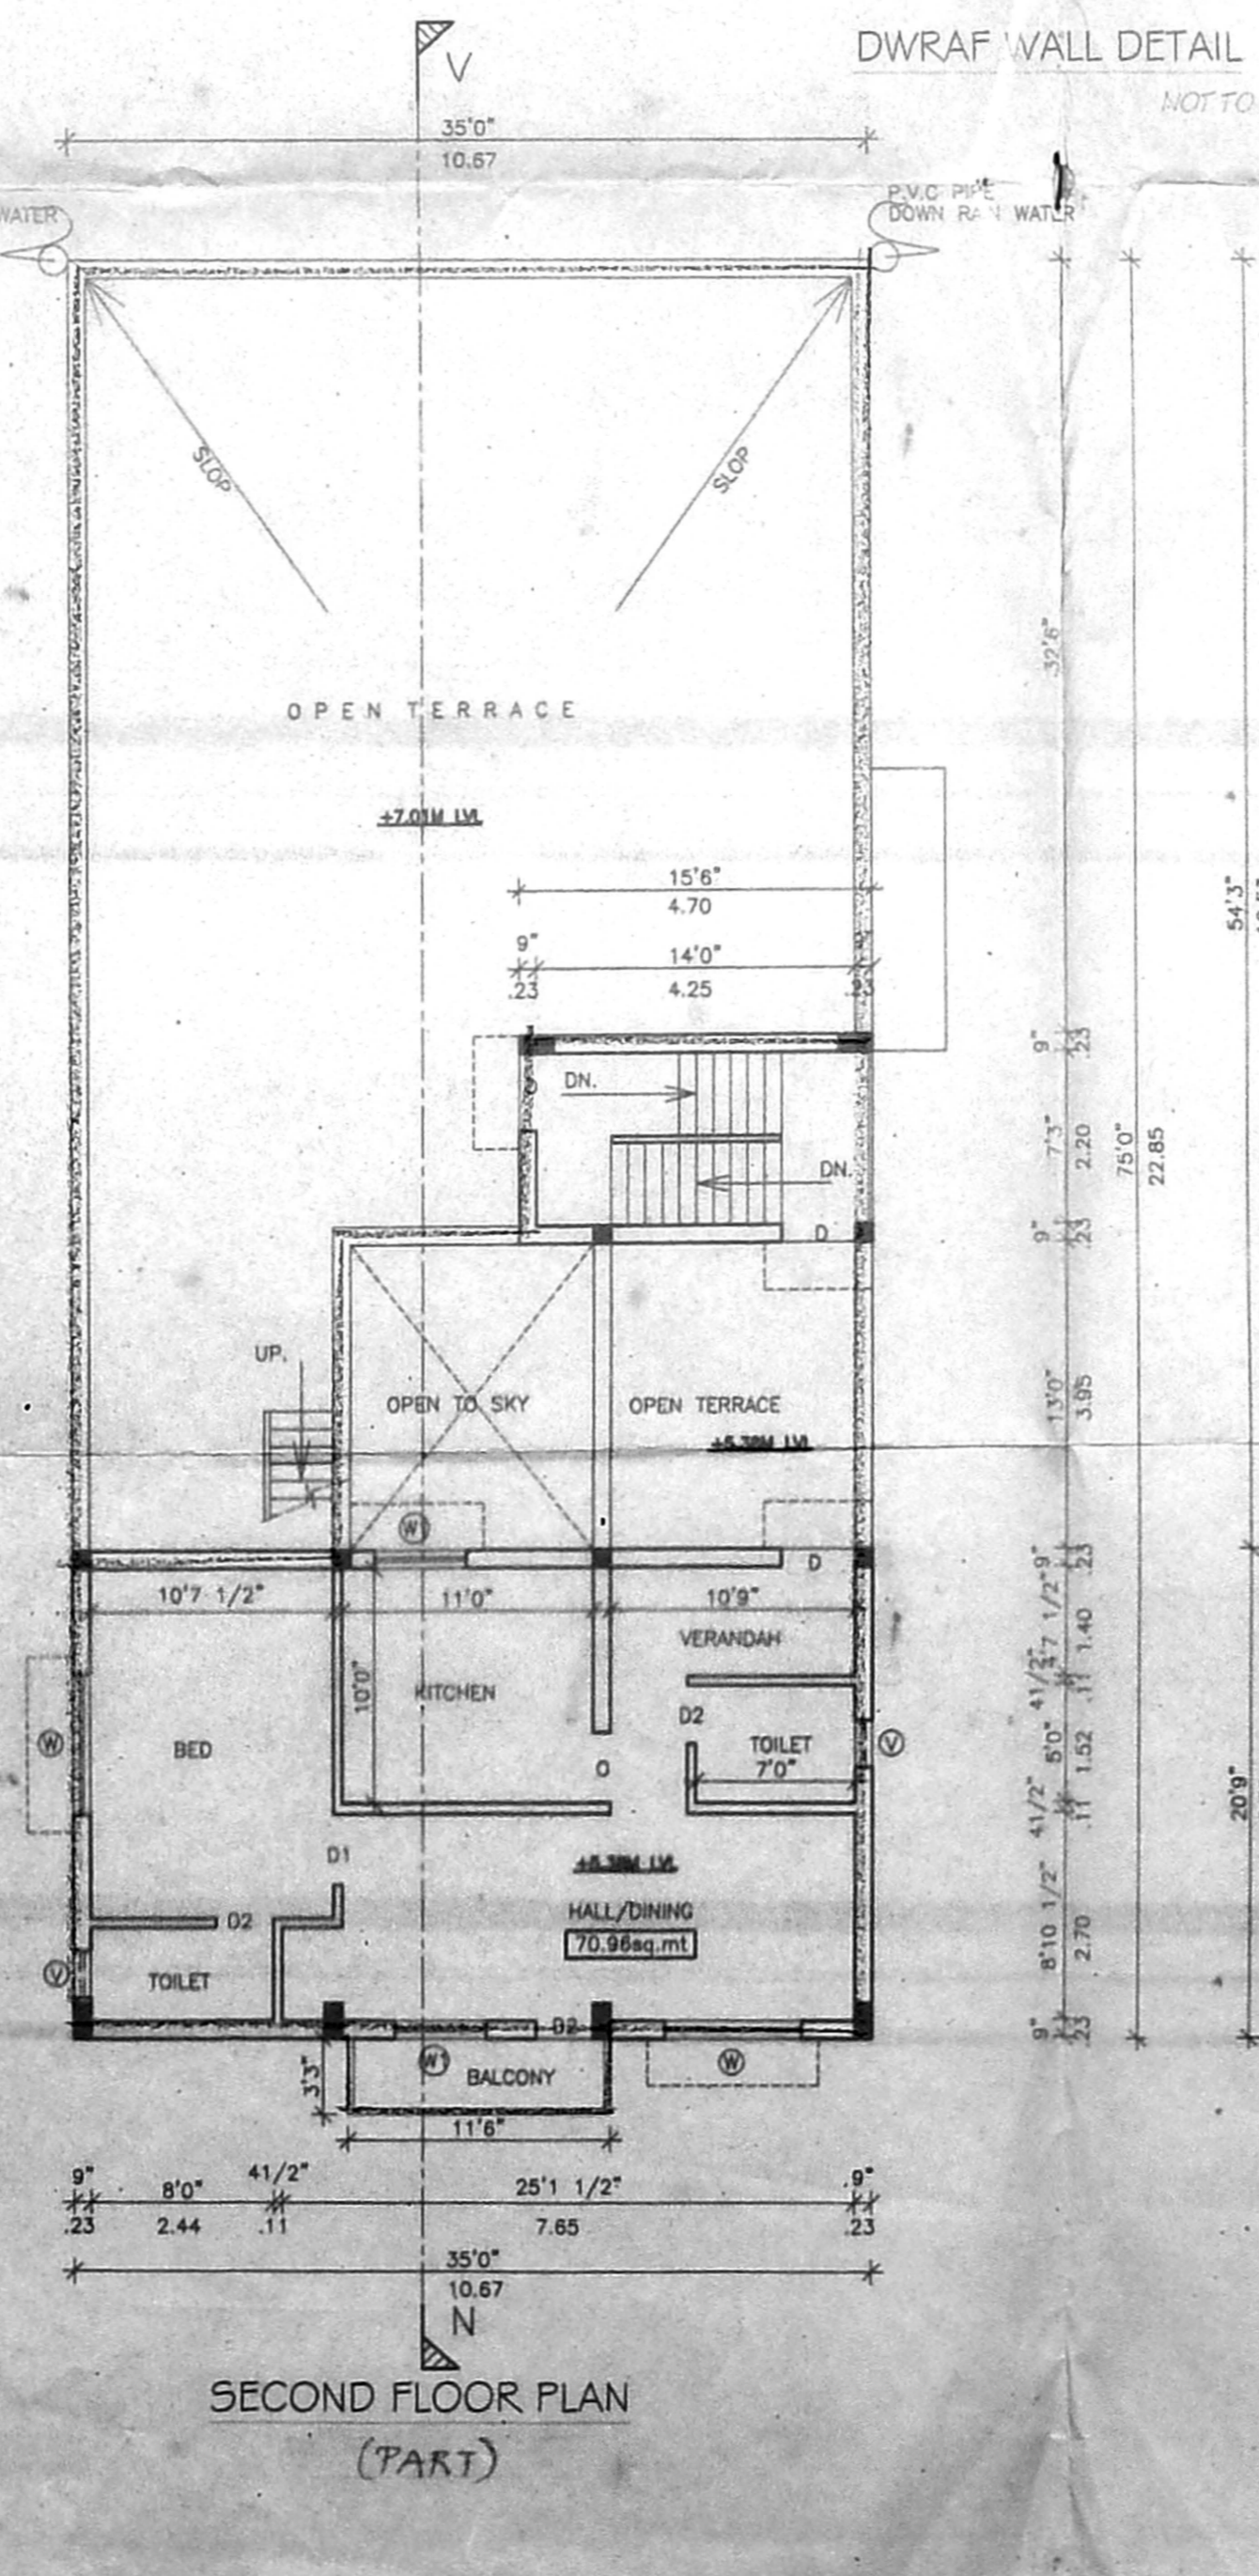 DWRAF WALL DETAIL
NOT TO
V
35'0"
10.67
WATER
P.V.C PIPE
DOWN RAIN WATER
SLOP
SLOP
32'6"
OPEN TERRACE
+7.01M LVL
15'6"
4.70
54'3"
9"
14'0"
.23
4.25
.23
9"
.23
DN.
7'3"
2.20
75'0"
22.85
DN.
D
9"
.23
UP.
OPEN TO SKY
OPEN TERRACE
13'0"
3.95
W1
D
9"
.23
10'7 1/2"
11'0"
10'9"
4'7 1/2"
1.40
VERANDAH
10'0"
KITCHEN
41/2"
.11
D2
W
BED
TOILET
V
5'0"
1.52
7'0"
O
20'9"
41/2"
.11
D1
HALL/DINING
70.96sq.mt
D2
8'10 1/2"
2.70
V
TOILET
D2
9"
.23
3'3"
W1
BALCONY
W
11'6"
9"
8'0"
41/2"
25'1 1/2"
9"
.23
2.44
.11
7.65
.23
35'0"
10.67
N
SECOND FLOOR PLAN
(PART)